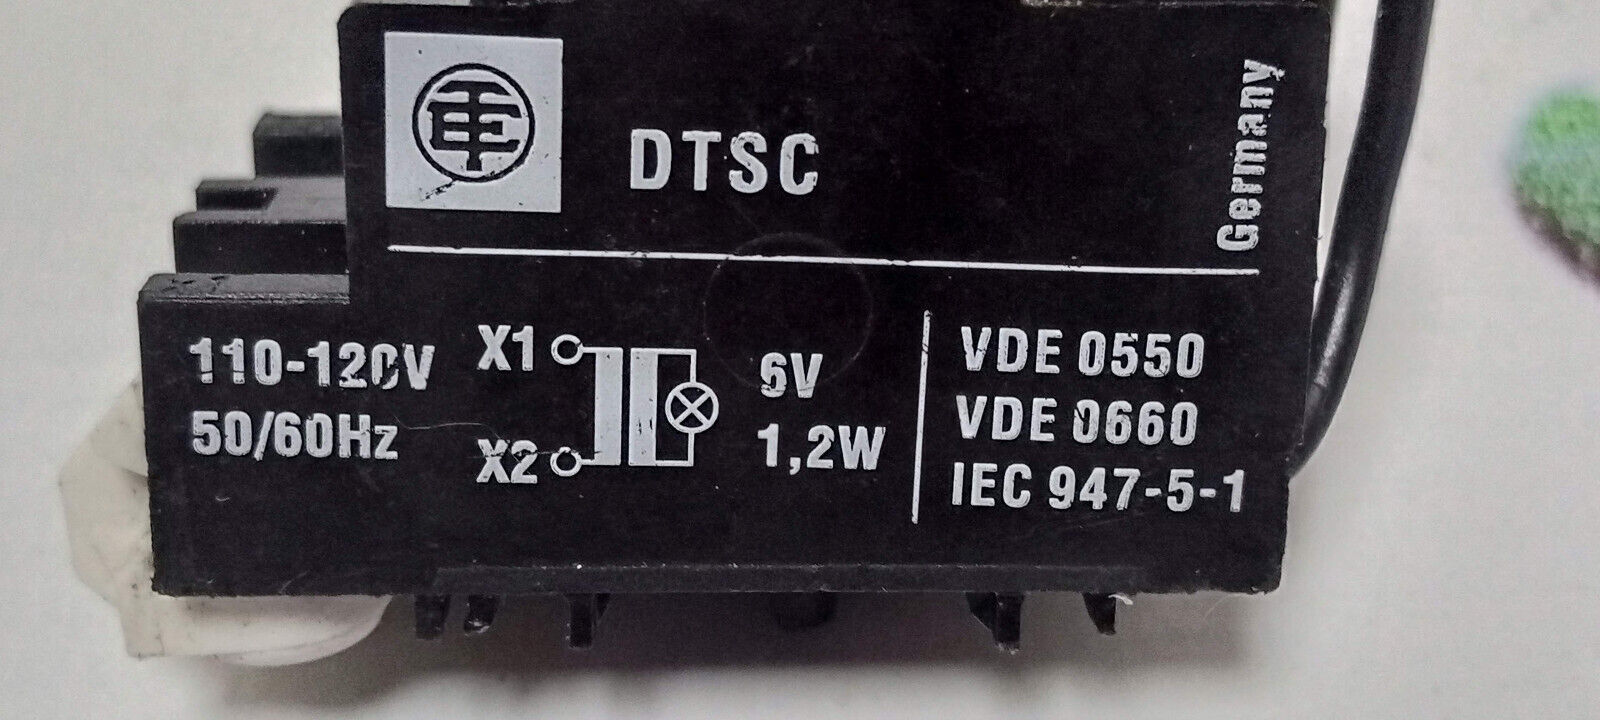 DTSC
Germany
110-120V
50/60Hz
X1
X2
6V
1,2W
VDE 0550
VDE 0660
IEC 947-5-1